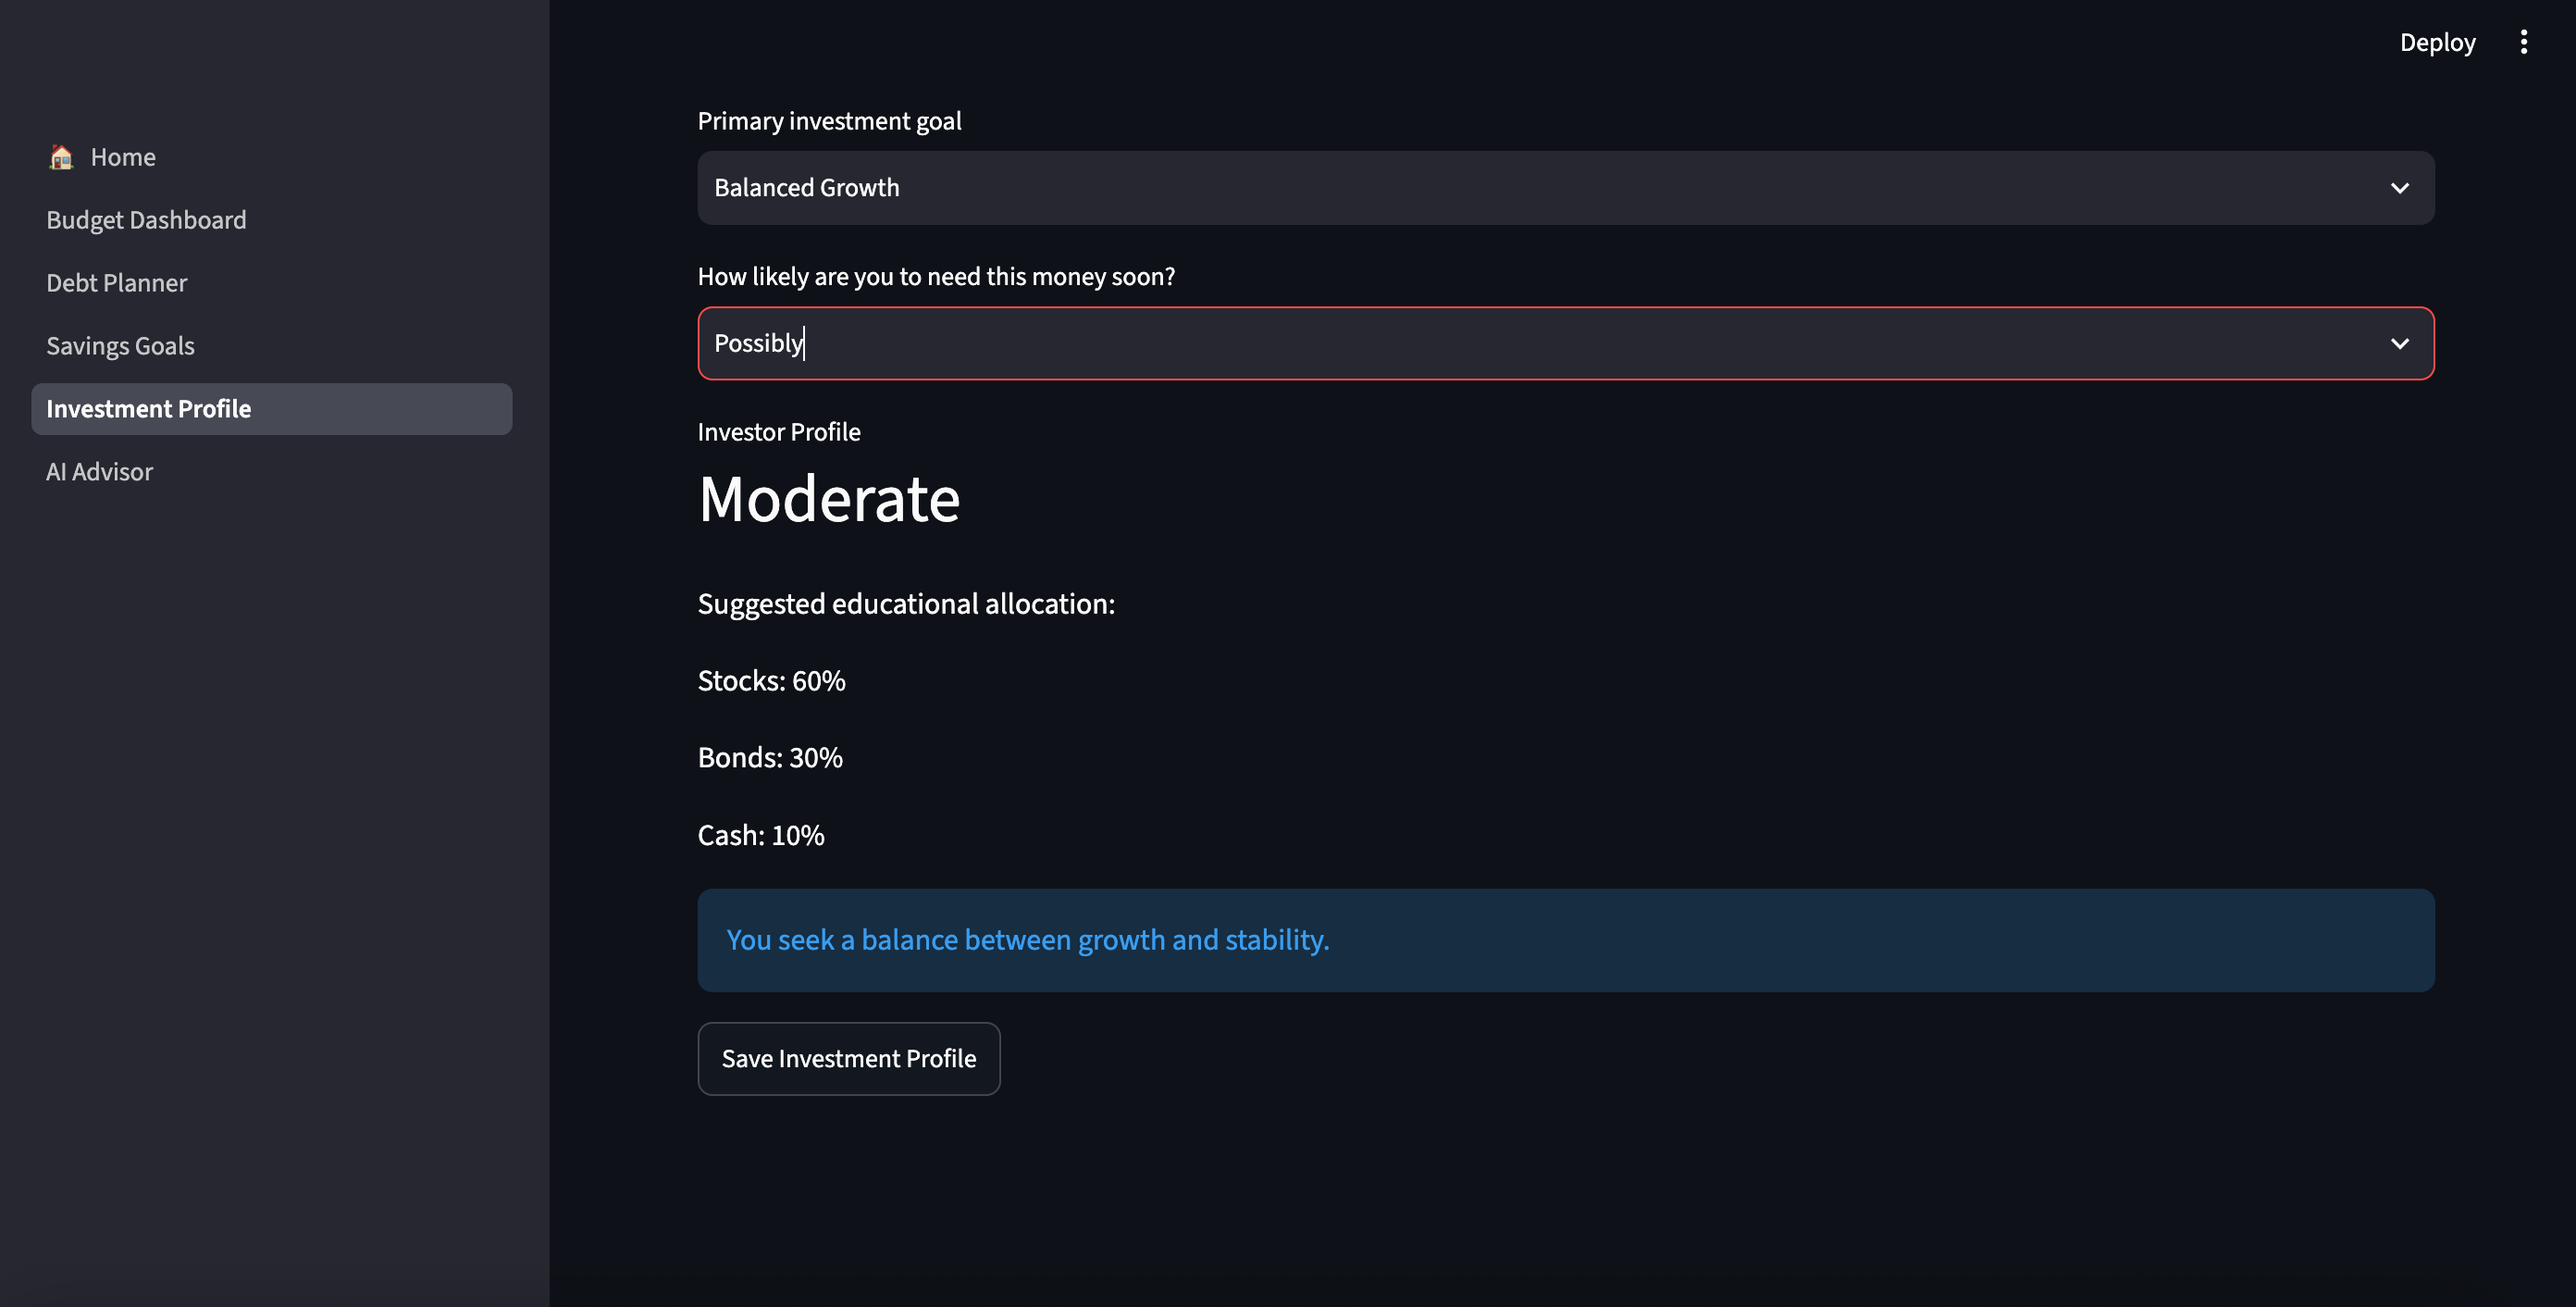 Deploy
Home
Budget Dashboard
Debt Planner
Savings Goals
Investment Profile
AI Advisor
Primary investment goal
Balanced Growth
How likely are you to need this money soon?
Possibly
Investor Profile
Moderate
Suggested educational allocation:
Stocks: 60%
Bonds: 30%
Cash: 10%
You seek a balance between growth and stability.
Save Investment Profile